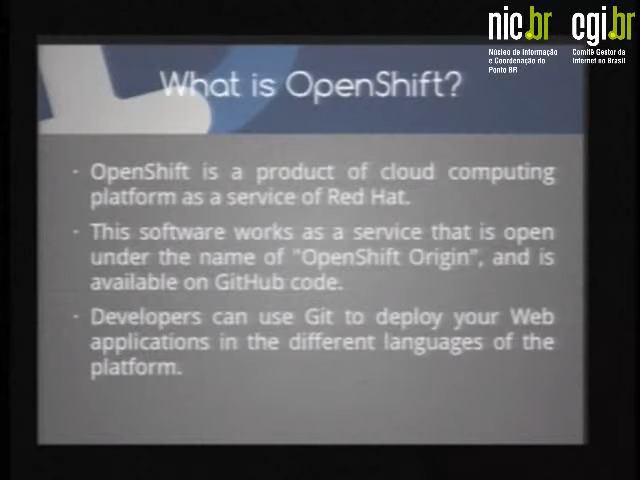 nic.br cgi.br
Núcleo de Informação
e Coordenação do
Ponto BR
Comitê Gestor da
Internet no Brasil
What is OpenShift?
· OpenShift is a product of cloud computing
platform as a service of Red Hat.
· This software works as a service that is open
under the name of "OpenShift Origin", and is
available on GitHub code.
· Developers can use Git to deploy your Web
applications in the different languages of the
platform.